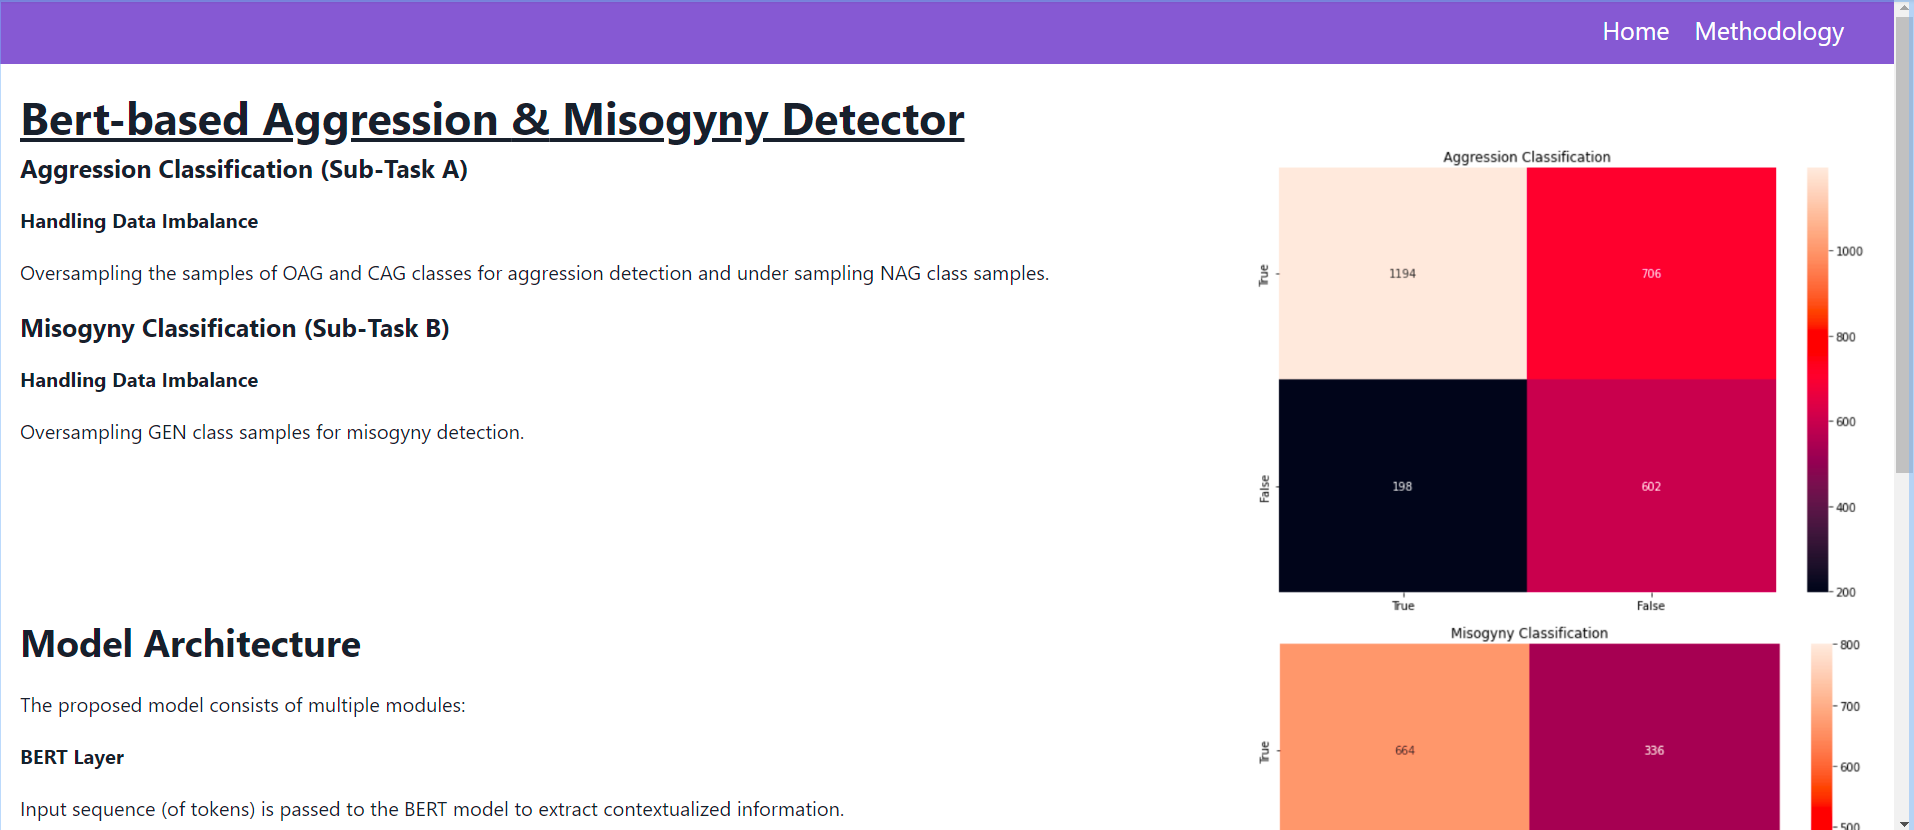 Home Methodology
Bert-based Aggression & Misogyny Detector
Aggression Classification (Sub-Task A)
Handling Data Imbalance
Oversampling the samples of OAG and CAG classes for aggression detection and under sampling NAG class samples.
Misogyny Classification (Sub-Task B)
Handling Data Imbalance
Oversampling GEN class samples for misogyny detection.
Model Architecture
The proposed model consists of multiple modules:
BERT Layer
Input sequence (of tokens) is passed to the BERT model to extract contextualized information.
Aggression Classification
True
1194
706
False
198
602
True
False
1000
800
600
400
200
Misogyny Classification
True
664
336
800
700
600
500